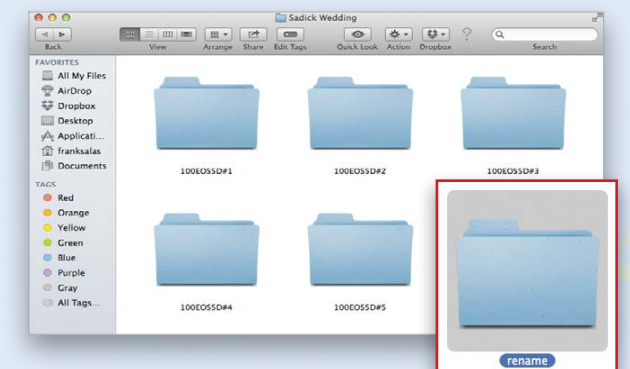 Sadick Wedding
Back View Arrange Share Edit Tags Quick Look Action Dropbox ? Search
FAVORITES
All My Files
AirDrop
Dropbox
Desktop
Applicati...
franksalas
Documents
TAGS
Red
Orange
Yellow
Green
Blue
Purple
Gray
All Tags...
100EOS5D#1 100EOS5D#2 100EOS5D#3
100EOS5D#4 100EOS5D#5
rename